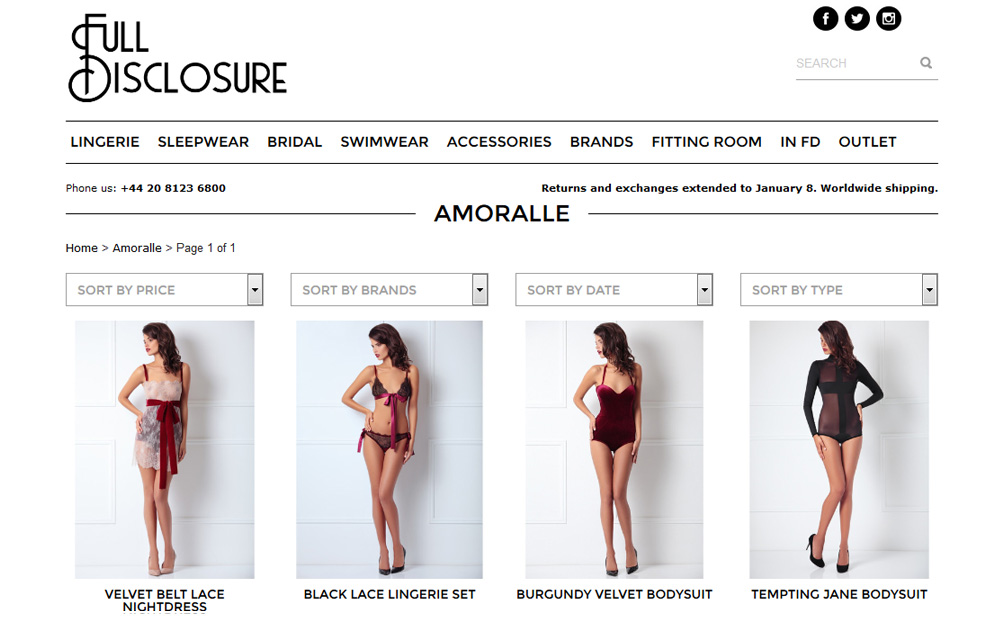 FULL
DISCLOSURE
SEARCH
LINGERIE SLEEPWEAR BRIDAL SWIMWEAR ACCESSORIES BRANDS FITTING ROOM IN FD OUTLET
Phone us: +44 20 8123 6800
Returns and exchanges extended to January 8. Worldwide shipping.
AMORALLE
Home > Amoralle > Page 1 of 1
SORT BY PRICE
SORT BY BRANDS
SORT BY DATE
SORT BY TYPE
VELVET BELT LACE
NIGHTDRESS
BLACK LACE LINGERIE SET
BURGUNDY VELVET BODYSUIT
TEMPTING JANE BODYSUIT